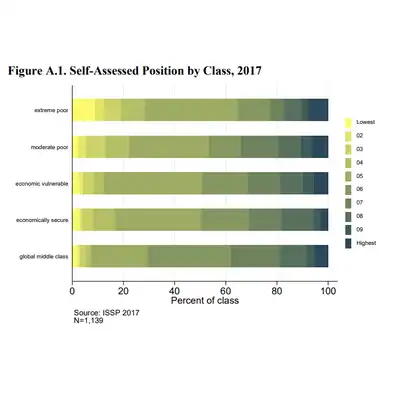 Figure A.1. Self-Assessed Position by Class, 2017
extreme poor
moderate poor
economic vulnerable
economically secure
global middle class
0 20 40 60 80 100
Percent of class
Lowest
02
03
04
05
06
07
08
09
Highest
Source: ISSP 2017
N=1,139